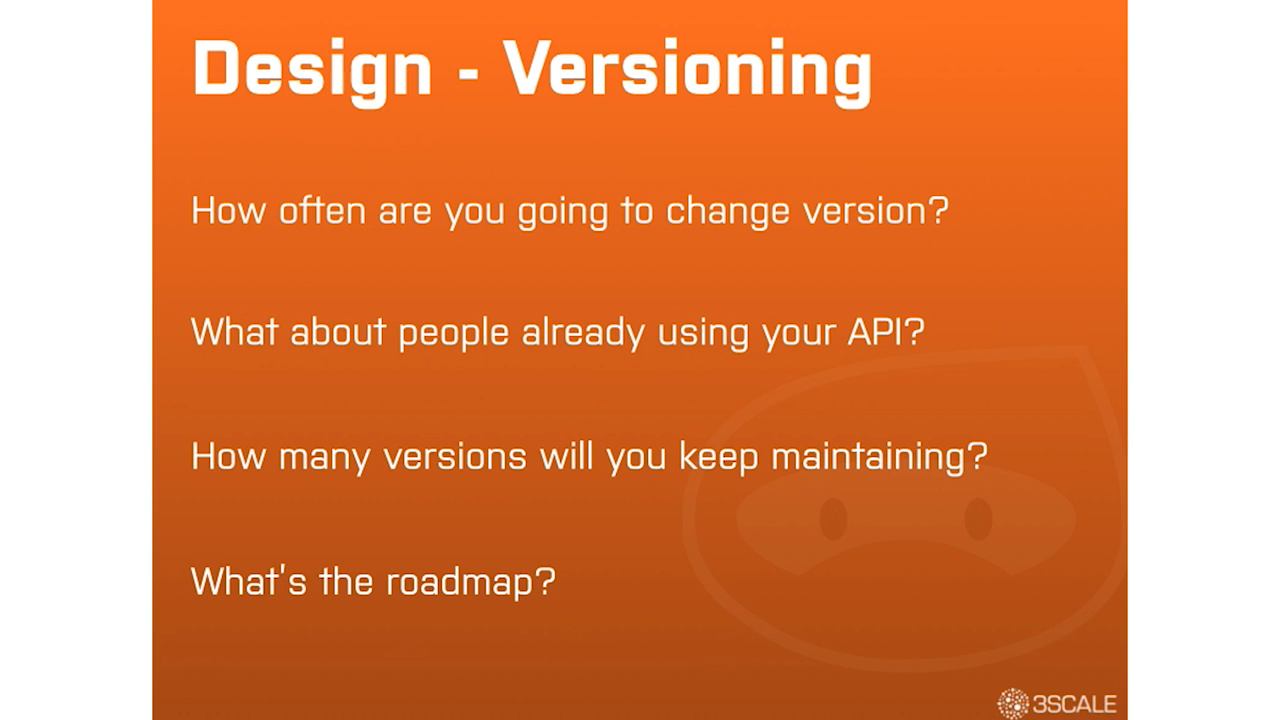 Design - Versioning
How often are you going to change version?
What about people already using your API?
How many versions will you keep maintaining?
What's the roadmap?
3SCALE